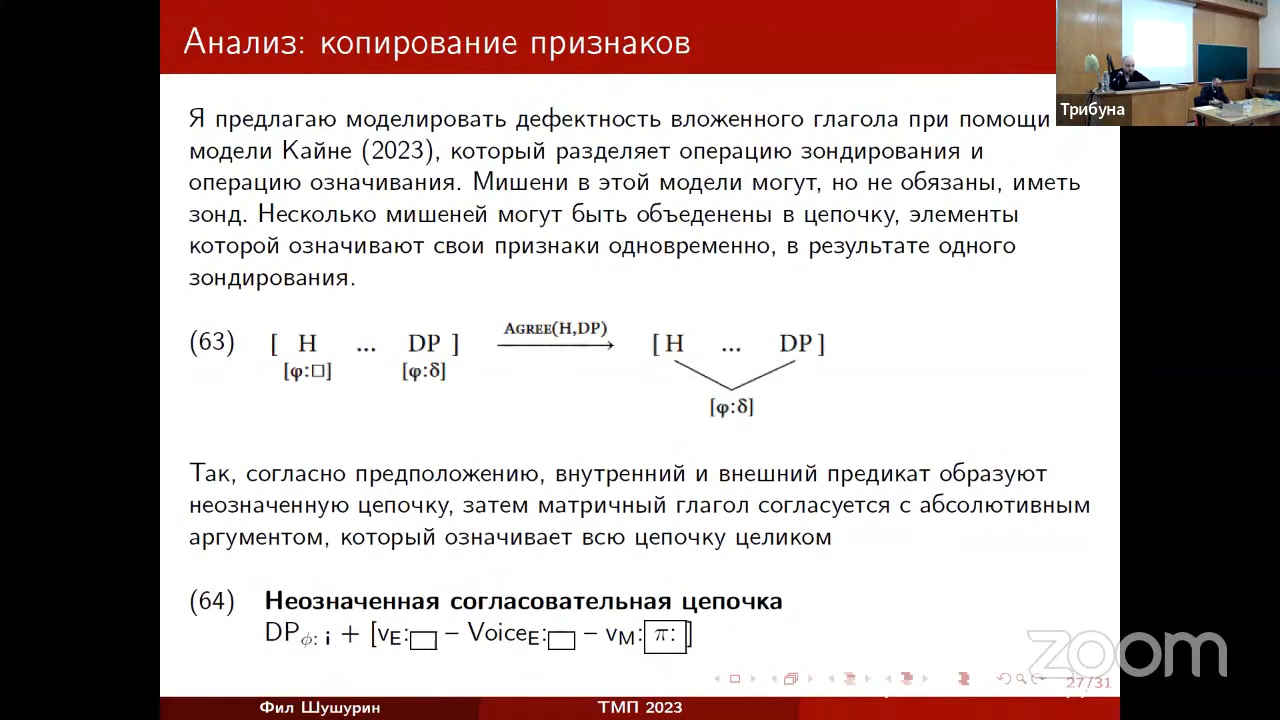 Анализ: копирование признаков
Трибуна
Я предлагаю моделировать дефектность вложенного глагола при помощи
модели Кайне (2023), который разделяет операцию зондирования и
операцию означивания. Мишени в этой модели могут, но не обязаны, иметь
зонд. Несколько мишеней могут быть объеденены в цепочку, элементы
которой означивают свои признаки одновременно, в результате одного
зондирования.
(63) [ H ... DP ] AGREE(H,DP) [ H ... DP ]
[φ:□] [φ:δ]
[φ:δ]
Так, согласно предположению, внутренний и внешний предикат образуют
неозначенную цепочку, затем матричный глагол согласуется с абсолютивным
аргументом, который означивает всю цепочку целиком
(64) Неозначенная согласовательная цепочка
DPϕ: i + [vE:□ – VoiceE:□ – vM: π: ]
zoom
27/31
Фил Шушурин ТМП 2023